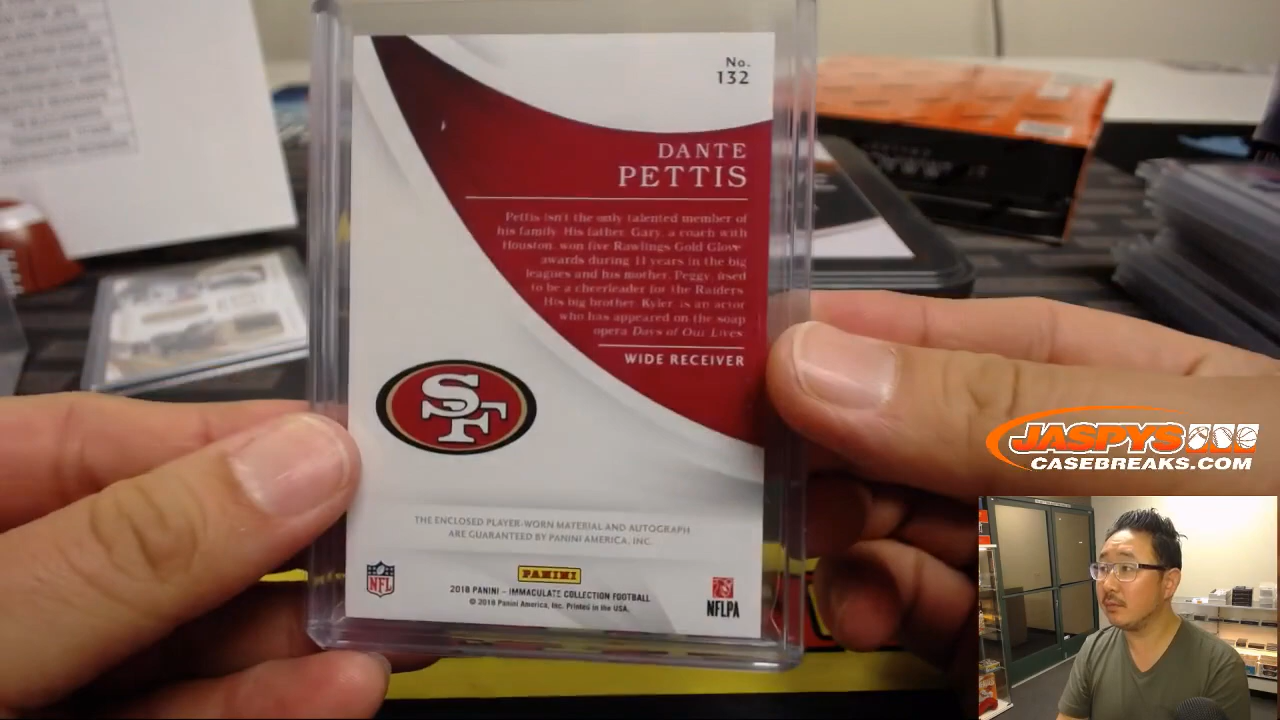 No.
132
DANTE
PETTIS
Pettis isn't the only talented member of
his family. His father, Gary, a coach with
Houston, won five Rawlings Gold Glove
awards during 11 years in the big
leagues and his mother, Peggy, used
to be a cheerleader for the Raiders.
His big brother, Kyler, is an actor
who has appeared on the soap
opera Days of Our Lives.
WIDE RECEIVER
SF
THE ENCLOSED PLAYER-WORN MATERIAL AND AUTOGRAPH
ARE GUARANTEED BY PANINI AMERICA, INC.
NFL
PANINI
2018 PANINI – IMMACULATE COLLECTION FOOTBALL
© 2018 Panini America, Inc. Printed in the USA.
NFLPA
JASPYS
CASEBREAKS.COM